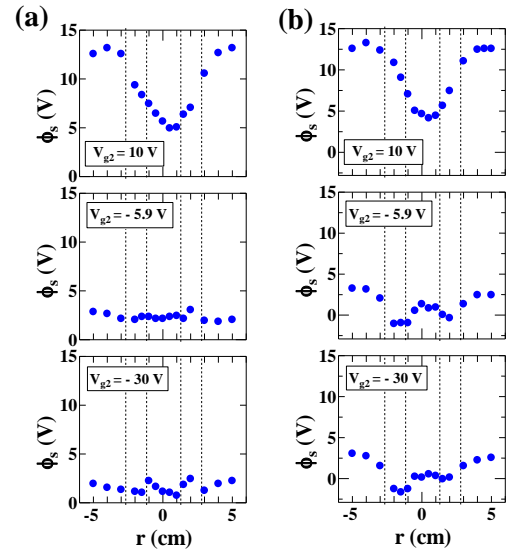 (a)
(b)
15
10
5
0
ϕs (V)
Vg2 = 10 V
15
10
5
0
ϕs (V)
Vg2 = 10 V
15
10
5
0
ϕs (V)
Vg2 = - 5.9 V
15
10
5
0
ϕs (V)
Vg2 = - 5.9 V
15
10
5
0
ϕs (V)
Vg2 = - 30 V
-5 0 5
r (cm)
15
10
5
0
ϕs (V)
Vg2 = - 30 V
-5 0 5
r (cm)